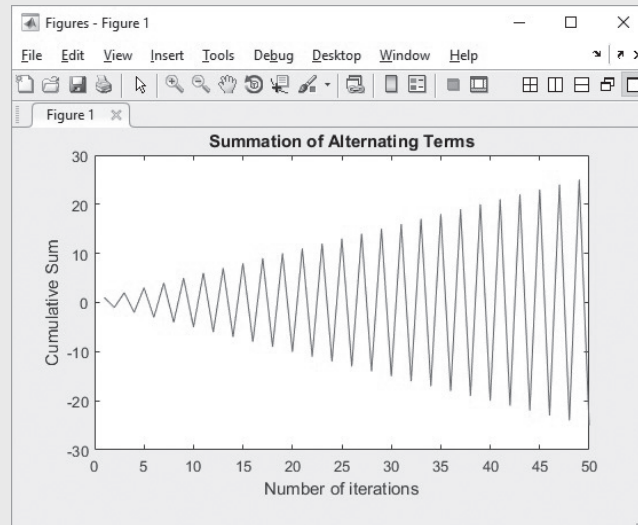 Figures - Figure 1
File Edit View Insert Tools Debug Desktop Window Help
Figure 1
Summation of Alternating Terms
30
20
10
0
-10
-20
-30
Cumulative Sum
0 5 10 15 20 25 30 35 40 45 50
Number of iterations